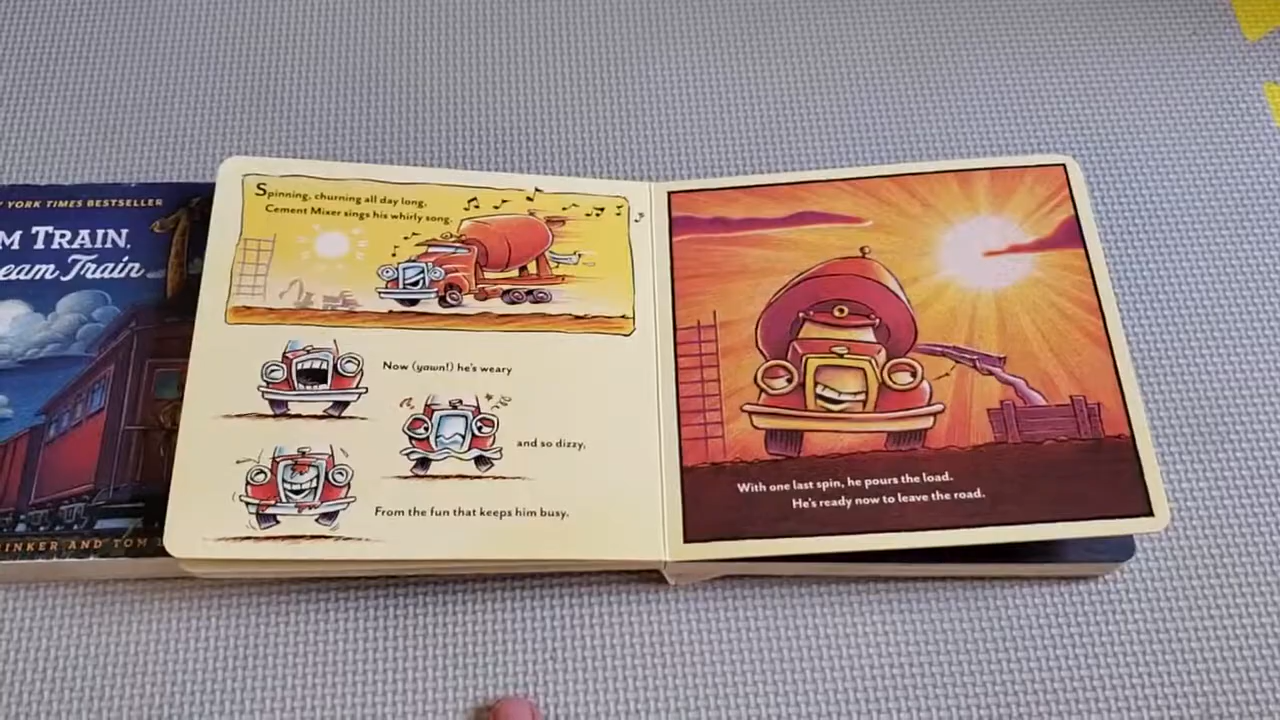 YORK TIMES BESTSELLER
M TRAIN,
eam Train
INKER AND TOM
Spinning, churning all day long,
Cement Mixer sings his whirly song.
Now (yawn!) he's weary
and so dizzy,
From the fun that keeps him busy.
With one last spin, he pours the load.
He's ready now to leave the road.